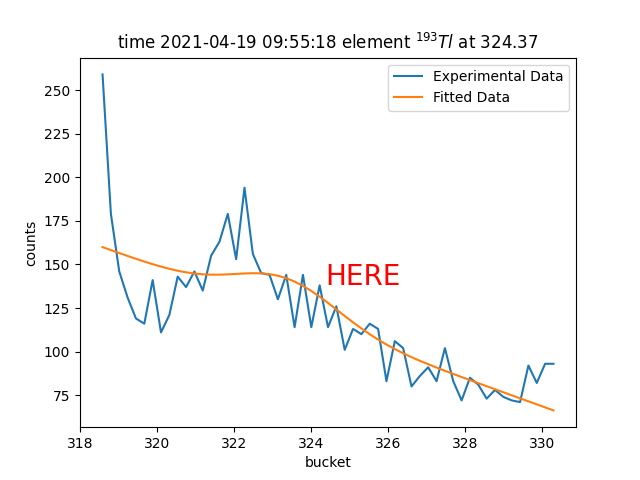 time 2021-04-19 09:55:18 element ¹⁹³Tl at 324.37
Experimental Data
Fitted Data
HERE
counts
250
225
200
175
150
125
100
75
318 320 322 324 326 328 330
bucket